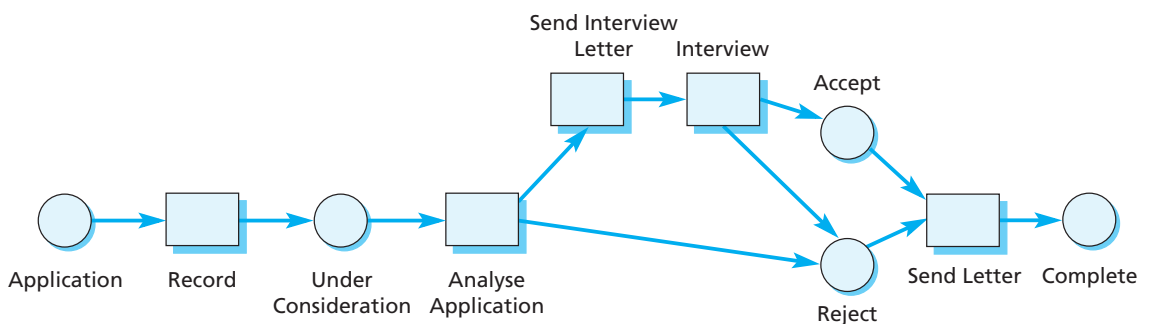 Send Interview
Letter
Interview
Accept
Application
Record
Under
Consideration
Analyse
Application
Reject
Send Letter
Complete